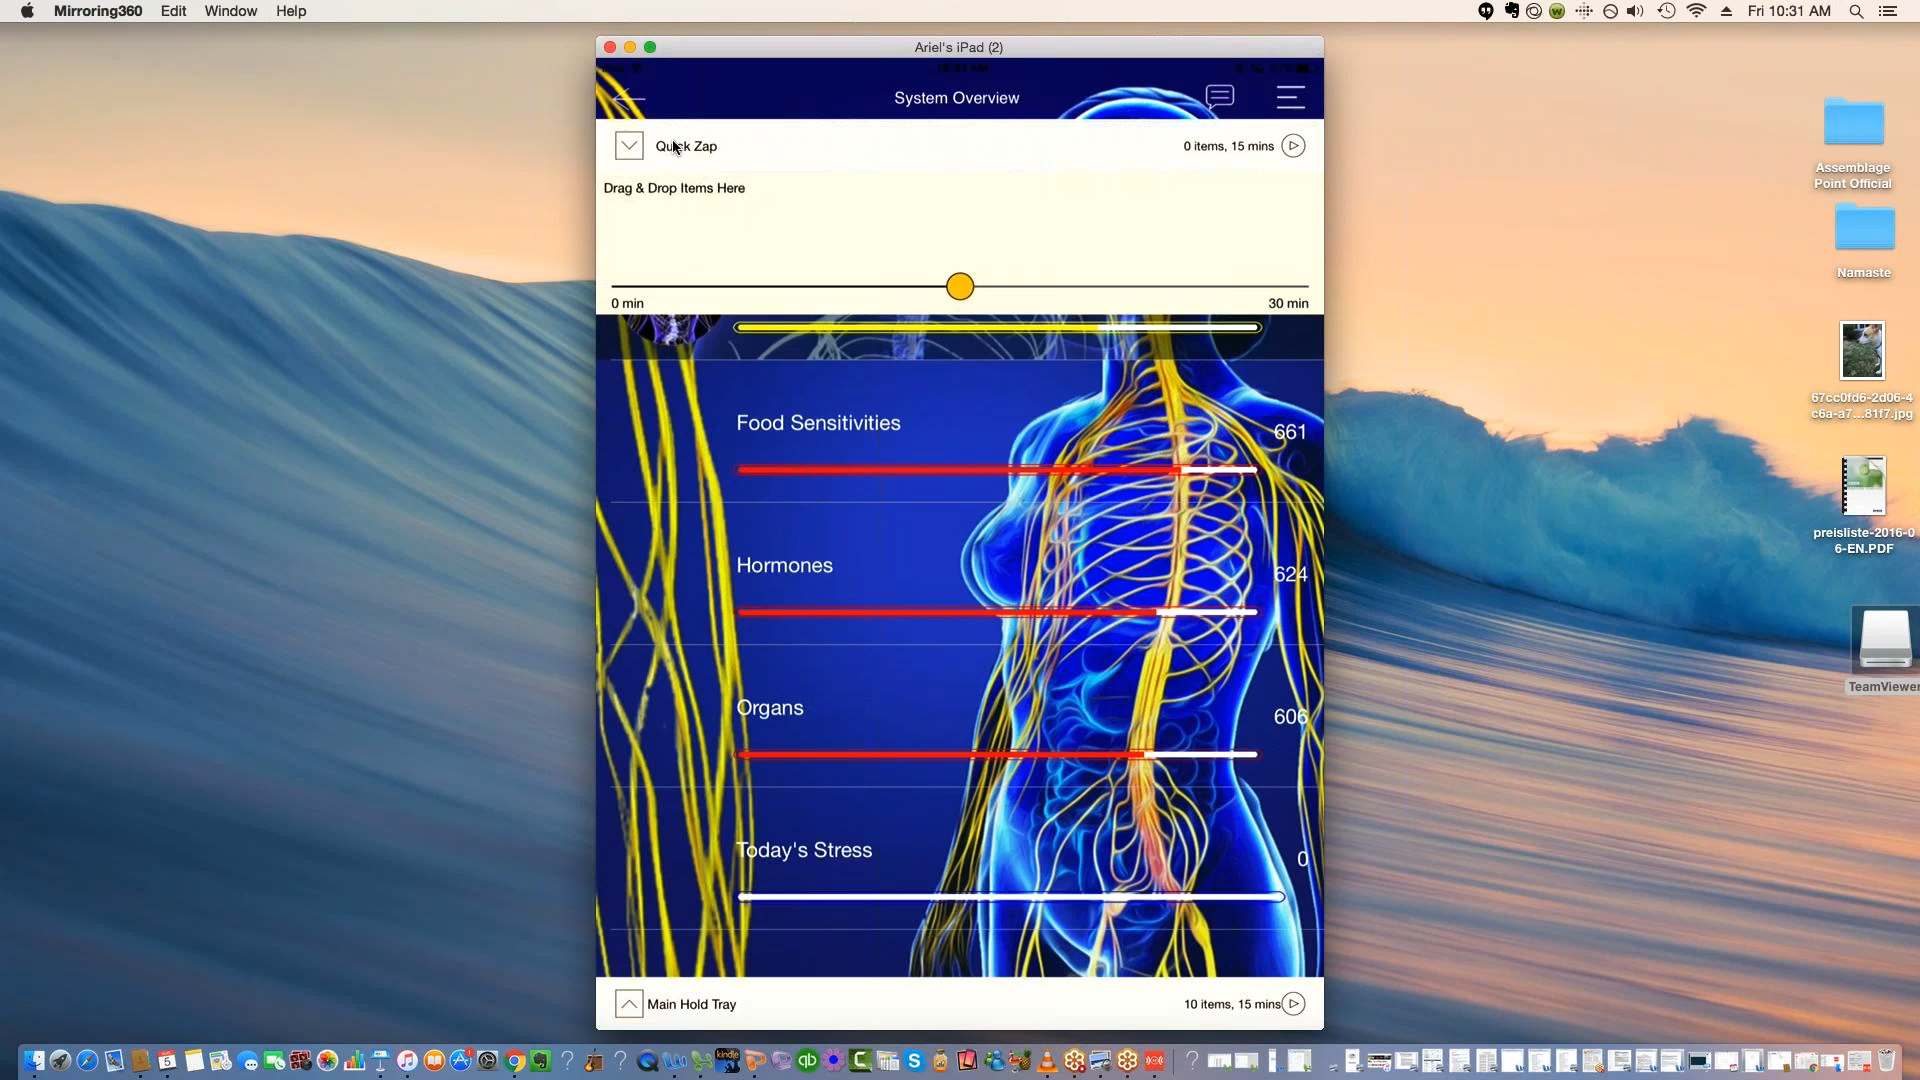 Mirroring360 Edit Window Help
Fri 10:31 AM
Ariel's iPad (2)
System Overview
Quick Zap
0 items, 15 mins
Drag & Drop Items Here
0 min
30 min
Food Sensitivities
661
Hormones
624
Organs
606
Today's Stress
0
Main Hold Tray
10 items, 15 mins
Assemblage
Point Official
Namaste
67cc0fd6-2d06-4
c6a-a7...81f7.jpg
preisliste-2016-0
6-EN.PDF
TeamViewer
kindle